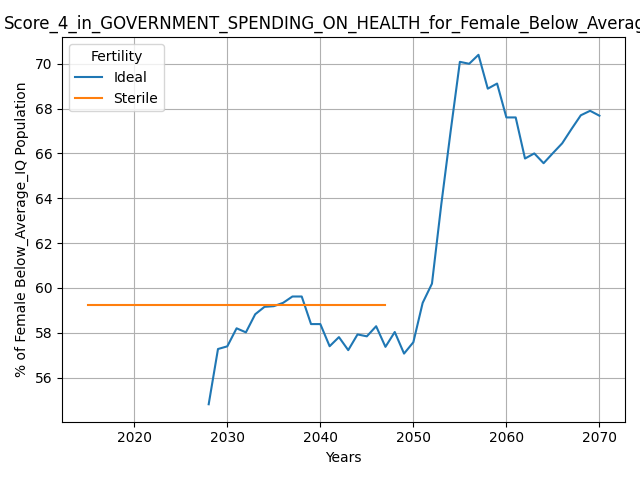 Score_4_in_GOVERNMENT_SPENDING_ON_HEALTH_for_Female_Below_Averag
Fertility
Ideal
Sterile
% of Female Below_Average_IQ Population
70
68
66
64
62
60
58
56
2020 2030 2040 2050 2060 2070
Years